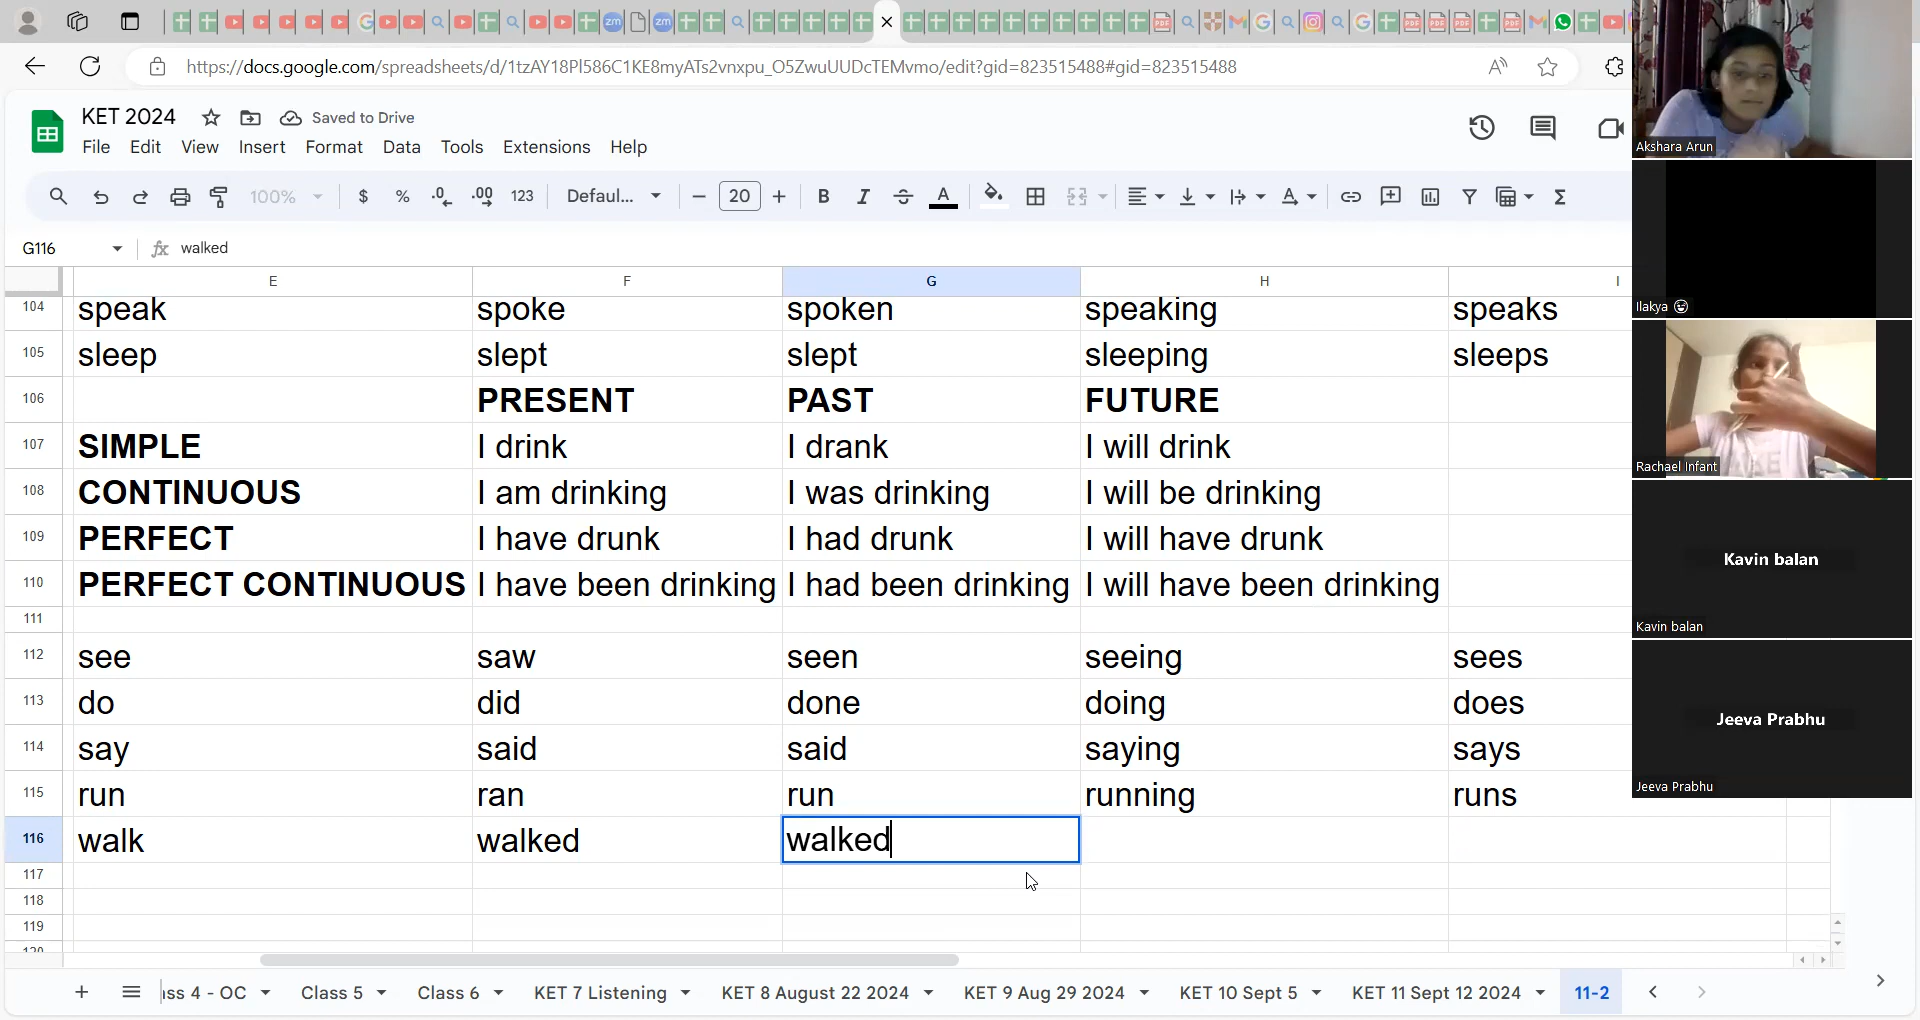 https://docs.google.com/spreadsheets/d/1tzAY18Pl586C1KE8myATs2vnxpu_O5ZwuUUDcTEMvmo/edit?gid=823515488#gid=823515488
KET 2024
Saved to Drive
File Edit View Insert Format Data Tools Extensions Help
100% $ % .0 .00 123 Defaul... 20 B I A
G116 fx walked
E F G H I
104 speak spoke spoken speaking speaks
105 sleep slept slept sleeping sleeps
106 PRESENT PAST FUTURE
107 SIMPLE I drink I drank I will drink
108 CONTINUOUS I am drinking I was drinking I will be drinking
109 PERFECT I have drunk I had drunk I will have drunk
110 PERFECT CONTINUOUS I have been drinking I had been drinking I will have been drinking
111
112 see saw seen seeing sees
113 do did done doing does
114 say said said saying says
115 run ran run running runs
116 walk walked walked
117
118
119
120
ass 4 - OC Class 5 Class 6 KET 7 Listening KET 8 August 22 2024 KET 9 Aug 29 2024 KET 10 Sept 5 KET 11 Sept 12 2024 11-2
Akshara Arun
Ilakya 😄
Rachael Infant
Kavin balan
Kavin balan
Jeeva Prabhu
Jeeva Prabhu